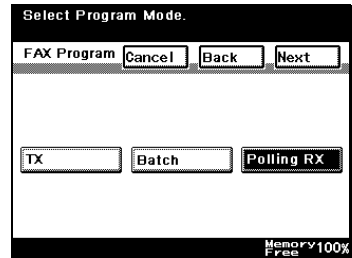 Select Program Mode.
FAX Program Cancel Back Next
TX Batch Polling RX
Memory Free 100%